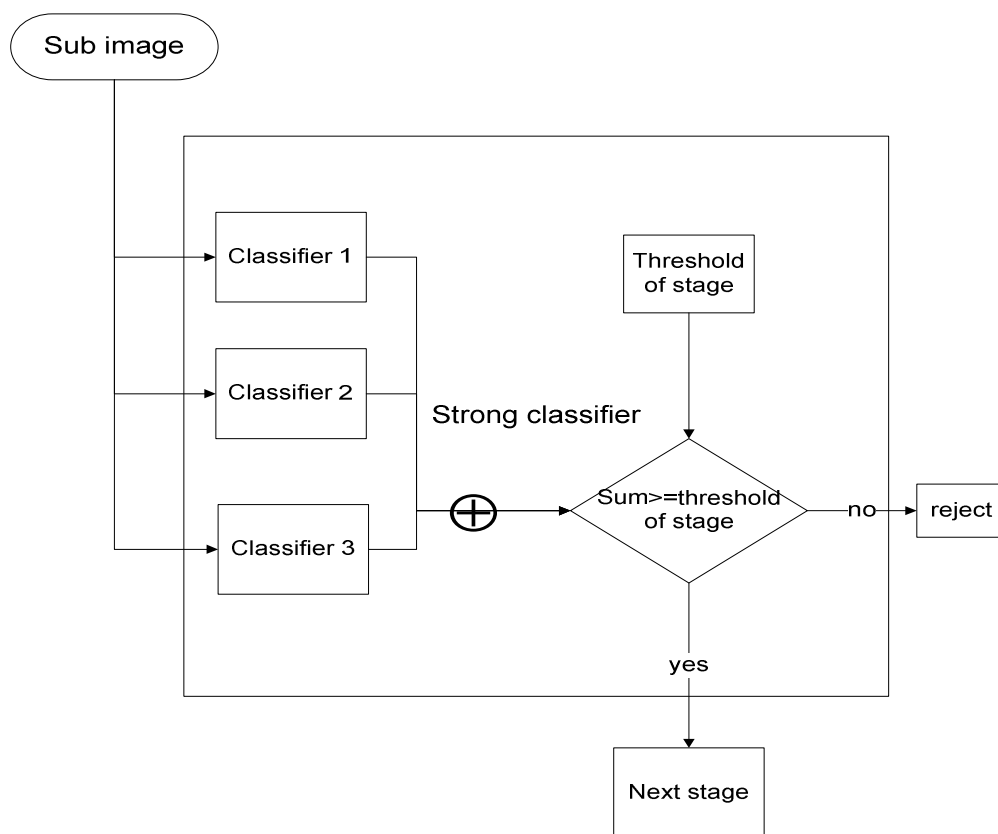 Sub image
Classifier 1
Threshold
of stage
Classifier 2
Strong classifier
Sum>=threshold
of stage
no
reject
Classifier 3
yes
Next stage